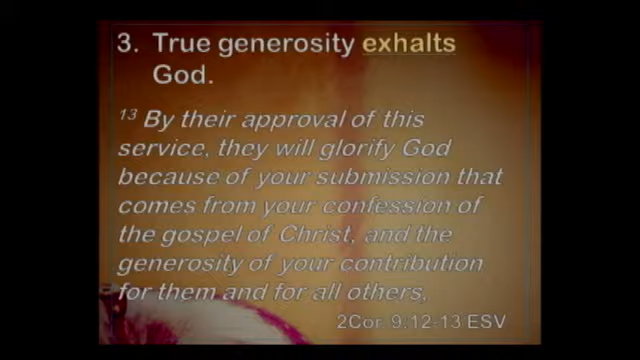 3. True generosity exhalts
God.
13 By their approval of this
service, they will glorify God
because of your submission that
comes from your confession of
the gospel of Christ, and the
generosity of your contribution
for them and for all others,
2Cor. 9:12-13 ESV